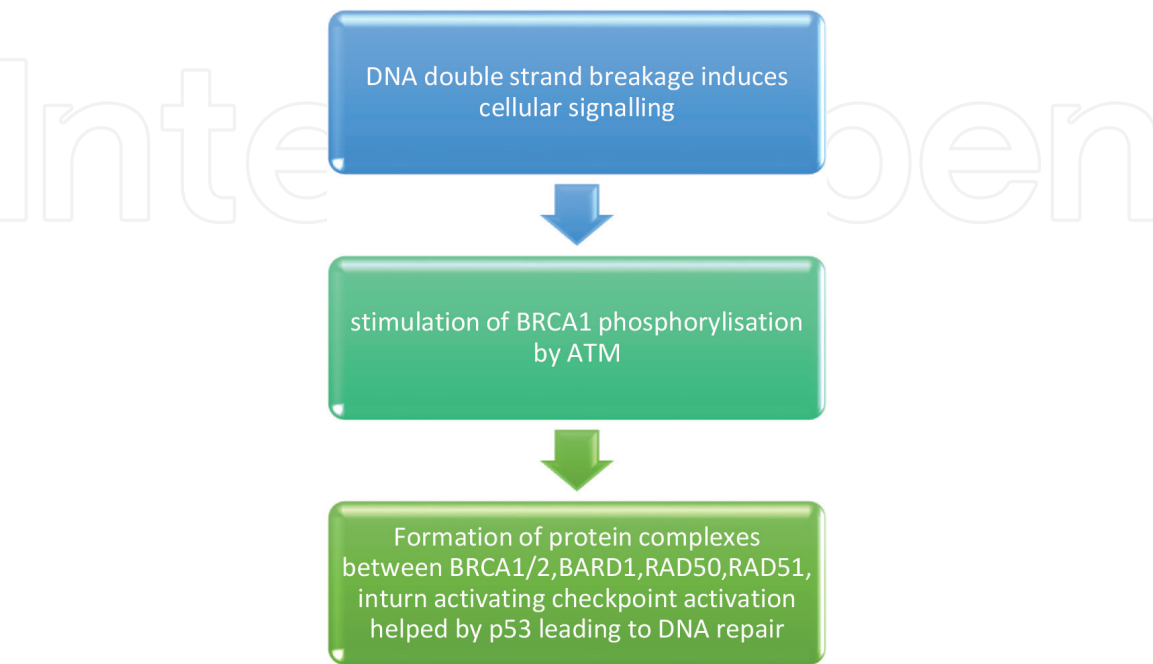 DNA double strand breakage induces
cellular signalling
stimulation of BRCA1 phosphorylisation
by ATM
Formation of protein complexes
between BRCA1/2,BARD1,RAD50,RAD51,
inturn activating checkpoint activation
helped by p53 leading to DNA repair